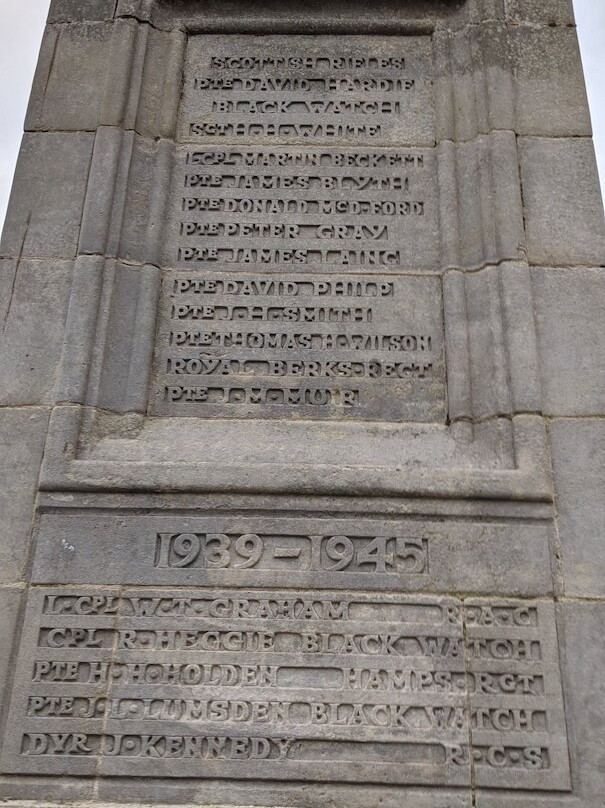 SCOTTISH RIFLES
PTE DAVID HARDIE
BLACK WATCH
SGT H·H·WHITE
LCPL MARTIN BECKETT
PTE JAMES BLYTH
PTE DONALD McD·FORD
PTE PETER GRAY
PTE JAMES LAING
PTE DAVID PHILP
PTE J·H·SMITH
PTE THOMAS H·WILSON
ROYAL BERKS·REGT
PTE J·M·MUIR
1939–1945
L·CPL W·T·GRAHAM R·A·C
CPL R·HEGGIE BLACK WATCH
PTE H·H·HOLDEN HAMPS·RGT
PTE J·L·LUMSDEN BLACK WATCH
DVR J·KENNEDY R·C·S